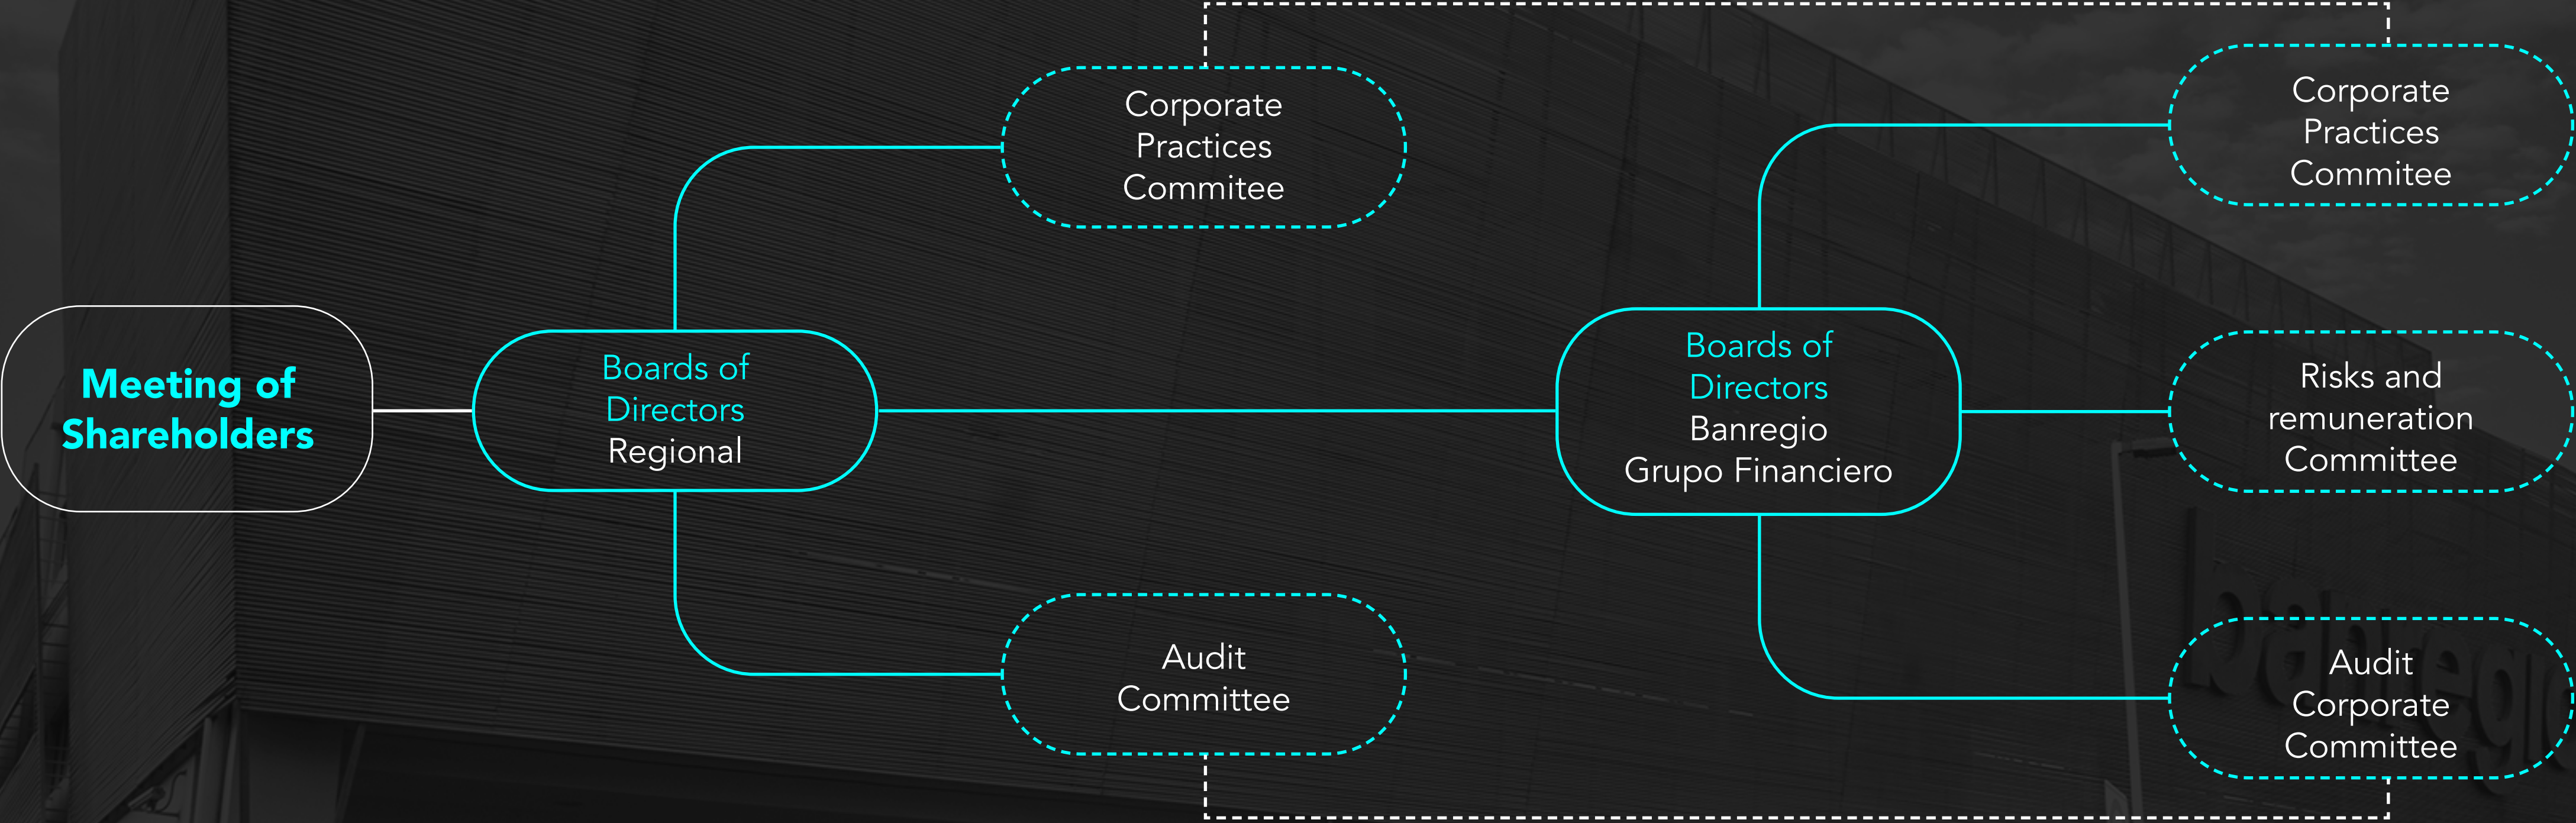 Meeting of
Shareholders
Boards of
Directors
Regional
Corporate
Practices
Commitee
Audit
Committee
Boards of
Directors
Banregio
Grupo Financiero
Corporate
Practices
Commitee
Risks and
remuneration
Committee
Audit
Corporate
Committee
banregio